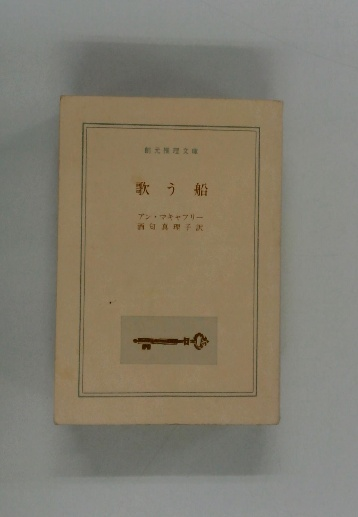 創元推理文庫
歌う船
アン・マキャフリー
酒匂真理子訳